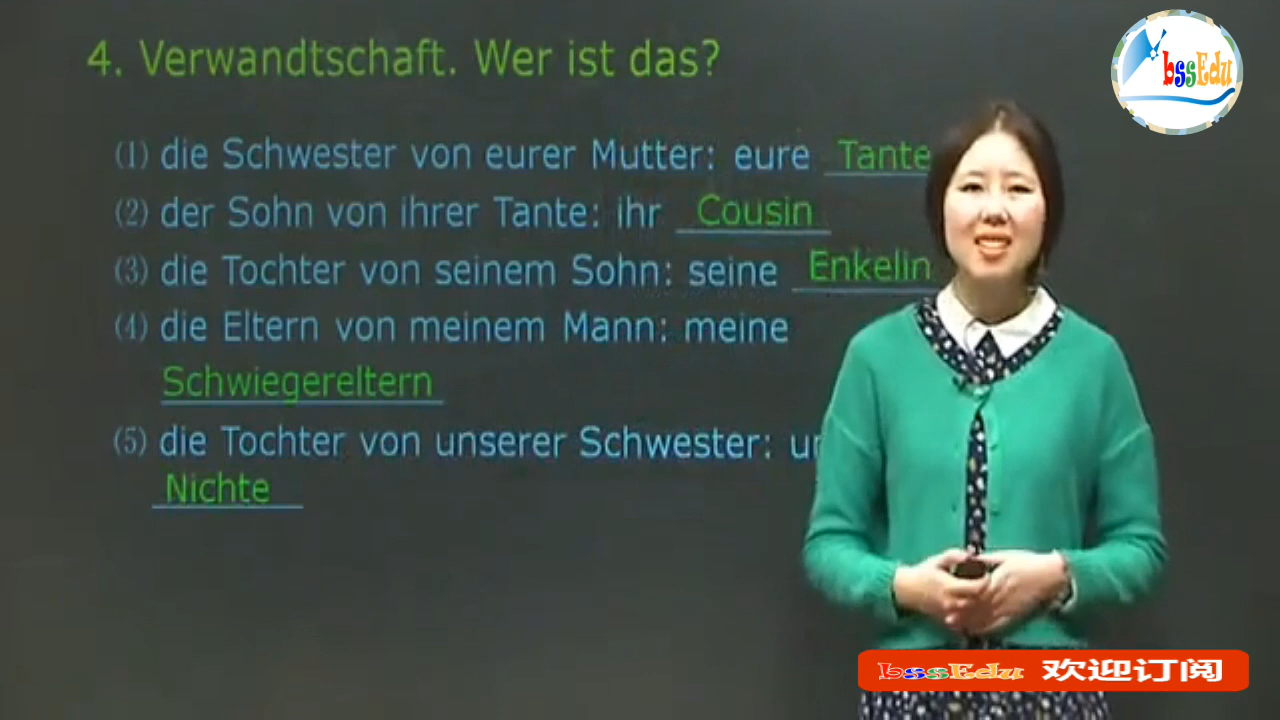 bssEdu
4. Verwandtschaft. Wer ist das?
(1) die Schwester von eurer Mutter: eure Tante
(2) der Sohn von ihrer Tante: ihr Cousin
(3) die Tochter von seinem Sohn: seine Enkelin
(4) die Eltern von meinem Mann: meine
Schwiegereltern
(5) die Tochter von unserer Schwester:
Nichte
bssEdu 欢迎订阅